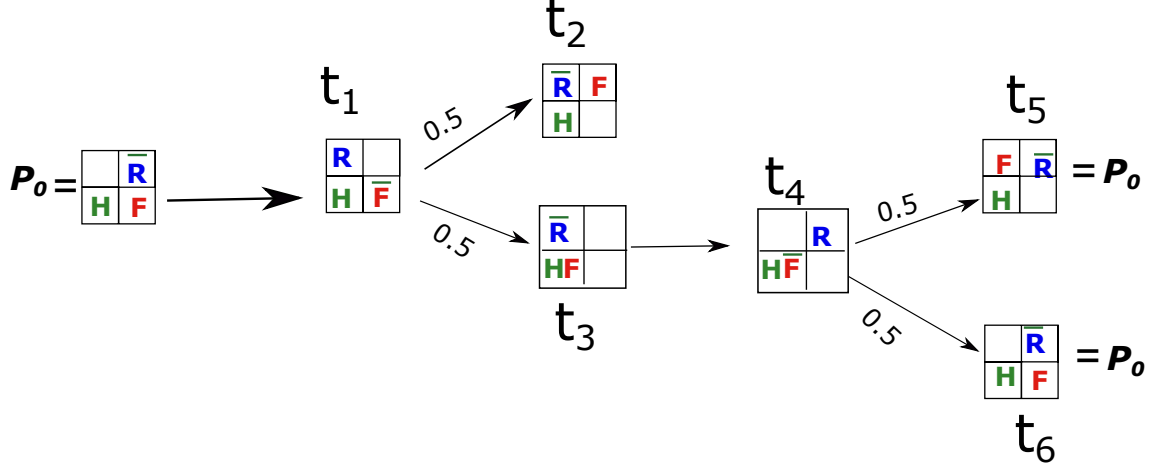 t₂
t₁
t₅
0.5
R̅ F
H
P₀ =
R̅
H F
R
H F̅
t₄
F R̅
H
= P₀
0.5
R̅
HF
R
HF̅
0.5
t₃
0.5
R̅
H F
= P₀
t₆